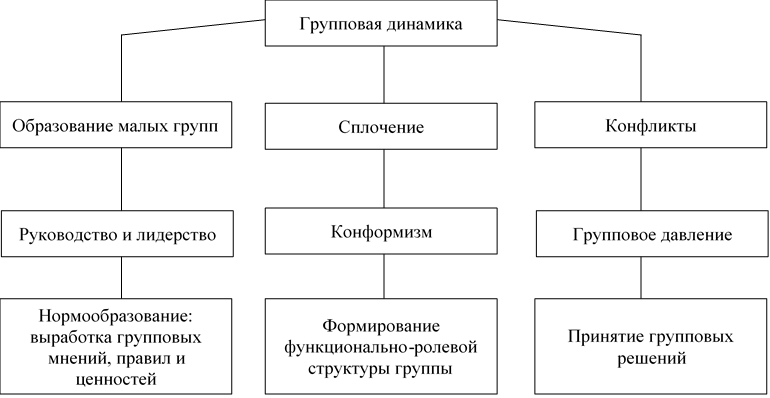 Групповая динамика
Образование малых групп
Сплочение
Конфликты
Руководство и лидерство
Конформизм
Групповое давление
Нормообразование:
выработка групповых
мнений, правил и
ценностей
Формирование
функционально-ролевой
структуры группы
Принятие групповых
решений